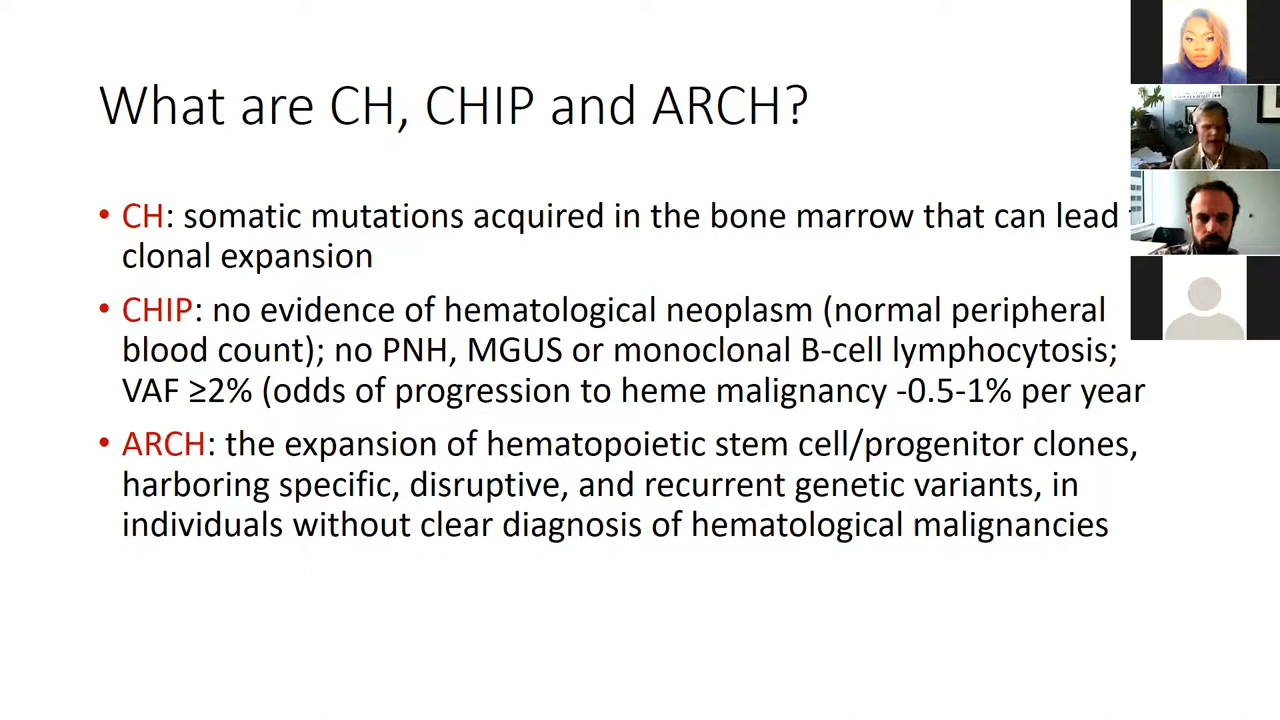 What are CH, CHIP and ARCH?
• CH: somatic mutations acquired in the bone marrow that can lead
clonal expansion
• CHIP: no evidence of hematological neoplasm (normal peripheral
blood count); no PNH, MGUS or monoclonal B-cell lymphocytosis;
VAF ≥2% (odds of progression to heme malignancy -0.5-1% per year
• ARCH: the expansion of hematopoietic stem cell/progenitor clones,
harboring specific, disruptive, and recurrent genetic variants, in
individuals without clear diagnosis of hematological malignancies